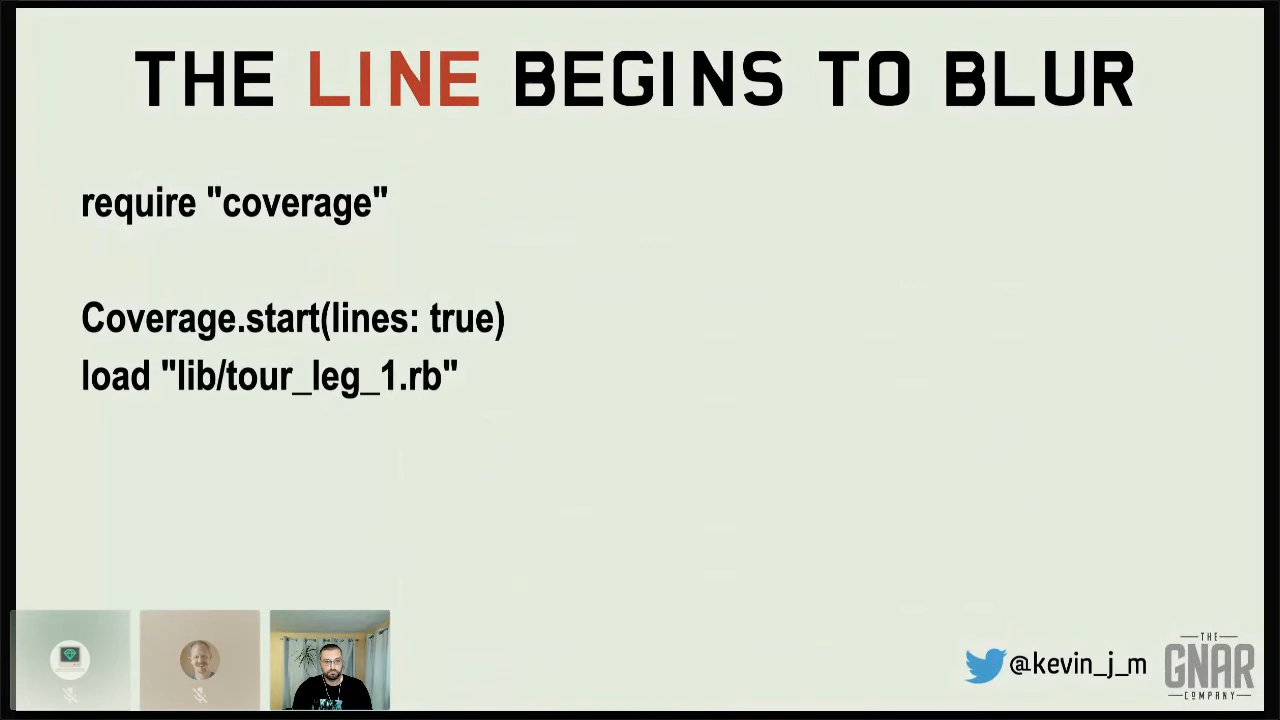 THE LINE BEGINS TO BLUR
require "coverage"
Coverage.start(lines: true)
load "lib/tour_leg_1.rb"
@kevin_j_m
THE
GNAR
COMPANY